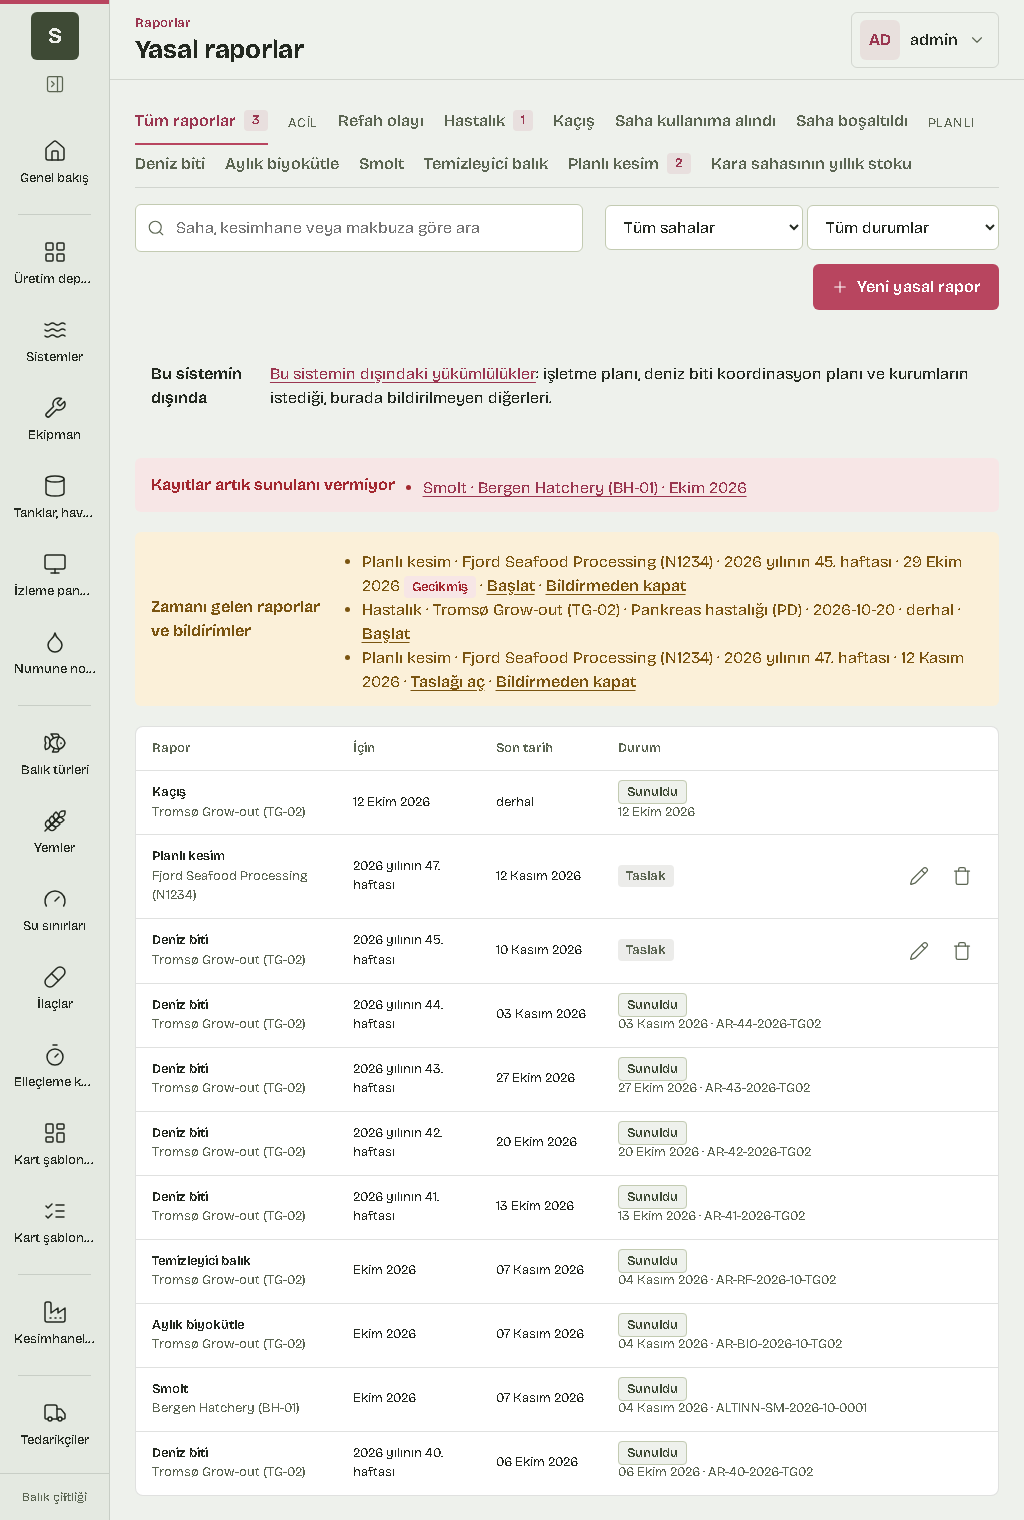 S
Genel bakış
Üretim dep...
Sistemler
Ekipman
Tanklar, hav...
İzleme pan...
Numune no...
Balık türleri
Yemler
Su sınırları
İlaçlar
Elleçleme k...
Kart şablon...
Kart şablon...
Kesimhanel...
Tedarikçiler
Balık çiftliği
Raporlar
Yasal raporlar
AD admin
Tüm raporlar 3 ACİL Refah olayı Hastalık 1 Kaçış Saha kullanıma alındı Saha boşaltıldı PLANLI
Deniz biti Aylık biyokütle Smolt Temizleyici balık Planlı kesim 2 Kara sahasının yıllık stoku
Saha, kesimhane veya makbuza göre ara Tüm sahalar Tüm durumlar
Yeni yasal rapor
Bu sistemin dışında
Bu sistemin dışındaki yükümlülükler: işletme planı, deniz biti koordinasyon planı ve kurumların
istediği, burada bildirilmeyen diğerleri.
Kayıtlar artık sunulanı vermiyor • Smolt · Bergen Hatchery (BH-01) · Ekim 2026
Zamanı gelen raporlar
ve bildirimler
• Planlı kesim · Fjord Seafood Processing (N1234) · 2026 yılının 45. haftası · 29 Ekim
2026 Gecikmiş · Başlat · Bildirmeden kapat
• Hastalık · Tromsø Grow-out (TG-02) · Pankreas hastalığı (PD) · 2026-10-20 · derhal ·
Başlat
• Planlı kesim · Fjord Seafood Processing (N1234) · 2026 yılının 47. haftası · 12 Kasım
2026 · Taslağı aç · Bildirmeden kapat
Rapor İçin Son tarih Durum
Kaçış
Tromsø Grow-out (TG-02)
12 Ekim 2026
derhal
Sunuldu
12 Ekim 2026
Planlı kesim
Fjord Seafood Processing
(N1234)
2026 yılının 47.
haftası
12 Kasım 2026
Taslak
Deniz biti
Tromsø Grow-out (TG-02)
2026 yılının 45.
haftası
10 Kasım 2026
Taslak
Deniz biti
Tromsø Grow-out (TG-02)
2026 yılının 44.
haftası
03 Kasım 2026
Sunuldu
03 Kasım 2026 · AR-44-2026-TG02
Deniz biti
Tromsø Grow-out (TG-02)
2026 yılının 43.
haftası
27 Ekim 2026
Sunuldu
27 Ekim 2026 · AR-43-2026-TG02
Deniz biti
Tromsø Grow-out (TG-02)
2026 yılının 42.
haftası
20 Ekim 2026
Sunuldu
20 Ekim 2026 · AR-42-2026-TG02
Deniz biti
Tromsø Grow-out (TG-02)
2026 yılının 41.
haftası
13 Ekim 2026
Sunuldu
13 Ekim 2026 · AR-41-2026-TG02
Temizleyici balık
Tromsø Grow-out (TG-02)
Ekim 2026
07 Kasım 2026
Sunuldu
04 Kasım 2026 · AR-RF-2026-10-TG02
Aylık biyokütle
Tromsø Grow-out (TG-02)
Ekim 2026
07 Kasım 2026
Sunuldu
04 Kasım 2026 · AR-BIO-2026-10-TG02
Smolt
Bergen Hatchery (BH-01)
Ekim 2026
07 Kasım 2026
Sunuldu
04 Kasım 2026 · ALTINN-SM-2026-10-0001
Deniz biti
Tromsø Grow-out (TG-02)
2026 yılının 40.
haftası
06 Ekim 2026
Sunuldu
06 Ekim 2026 · AR-40-2026-TG02